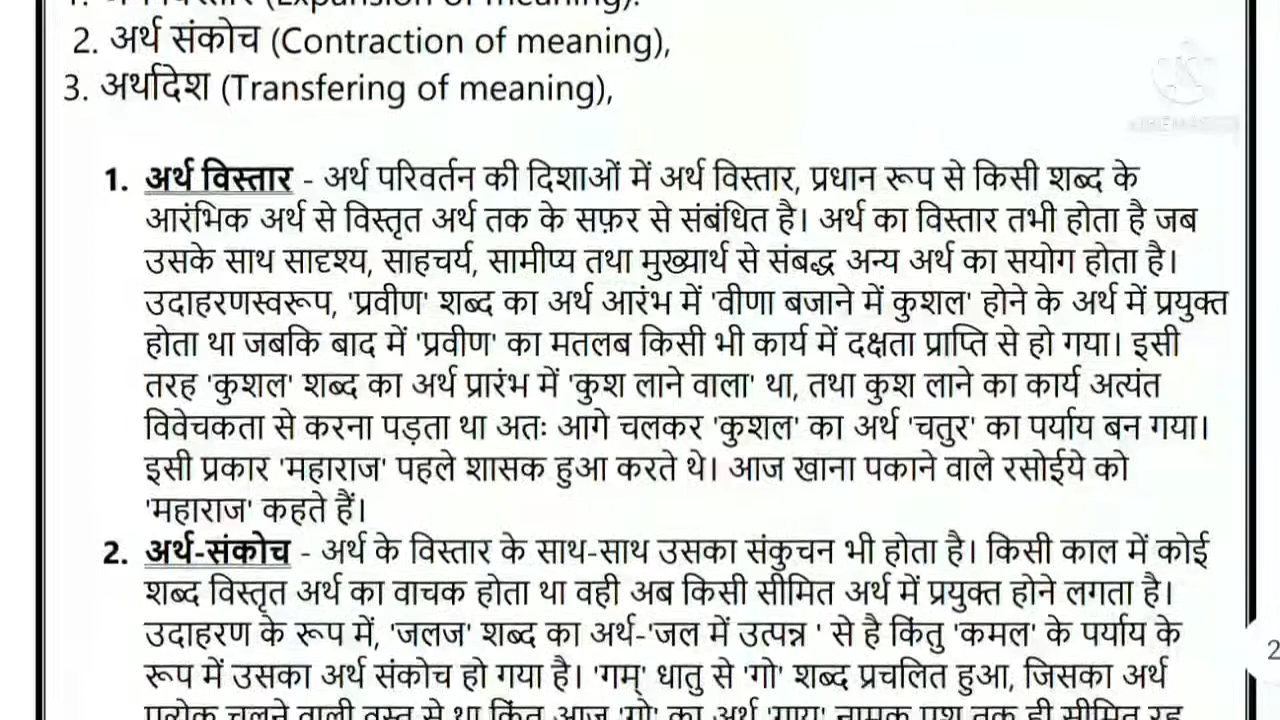 2. अर्थ संकोच (Contraction of meaning),
3. अर्थादेश (Transfering of meaning),
1. अर्थ विस्तार - अर्थ परिवर्तन की दिशाओं में अर्थ विस्तार, प्रधान रूप से किसी शब्द के
आरंभिक अर्थ से विस्तृत अर्थ तक के सफ़र से संबंधित है। अर्थ का विस्तार तभी होता है जब
उसके साथ सादृश्य, साहचर्य, सामीप्य तथा मुख्यार्थ से संबद्ध अन्य अर्थ का सयोग होता है।
उदाहरणस्वरूप, 'प्रवीण' शब्द का अर्थ आरंभ में 'वीणा बजाने में कुशल' होने के अर्थ में प्रयुक्त
होता था जबकि बाद में 'प्रवीण' का मतलब किसी भी कार्य में दक्षता प्राप्ति से हो गया। इसी
तरह 'कुशल' शब्द का अर्थ प्रारंभ में 'कुश लाने वाला' था, तथा कुश लाने का कार्य अत्यंत
विवेचकता से करना पड़ता था अतः आगे चलकर 'कुशल' का अर्थ 'चतुर' का पर्याय बन गया।
इसी प्रकार 'महाराज' पहले शासक हुआ करते थे। आज खाना पकाने वाले रसोईये को
'महाराज' कहते हैं।
2. अर्थ-संकोच - अर्थ के विस्तार के साथ-साथ उसका संकुचन भी होता है। किसी काल में कोई
शब्द विस्तृत अर्थ का वाचक होता था वही अब किसी सीमित अर्थ में प्रयुक्त होने लगता है।
उदाहरण के रूप में, 'जलज' शब्द का अर्थ-'जल में उत्पन्न ' से है किंतु 'कमल' के पर्याय के
रूप में उसका अर्थ संकोच हो गया है। 'गम्' धातु से 'गो' शब्द प्रचलित हुआ, जिसका अर्थ
2